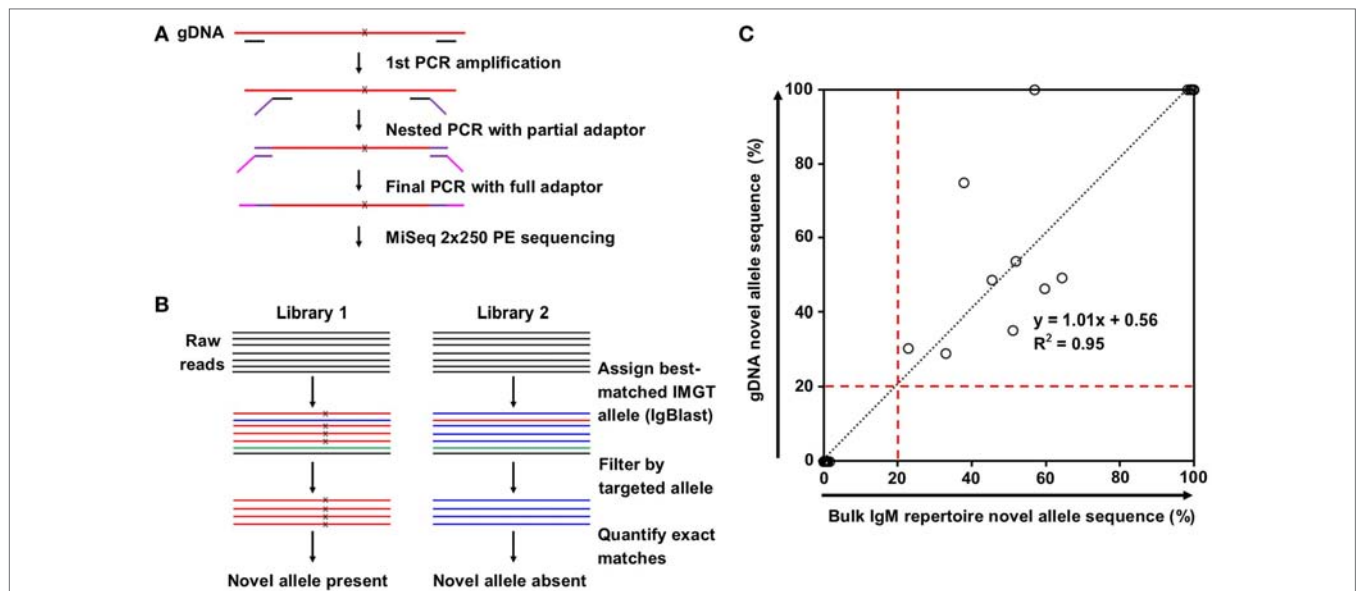 A
gDNA
x
1st PCR amplification
x
Nested PCR with partial adaptor
x
Final PCR with full adaptor
x
MiSeq 2x250 PE sequencing
B
Library 1
Library 2
Raw
reads
Assign best-
matched IMGT
allele (IgBlast)
x
x
x
x
Filter by
targeted allele
x
x
x
x
Quantify exact
matches
Novel allele present
Novel allele absent
C
gDNA novel allele sequence (%)
100
80
60
40
20
0
y = 1.01x + 0.56
R² = 0.95
0 20 40 60 80 100
Bulk IgM repertoire novel allele sequence (%)